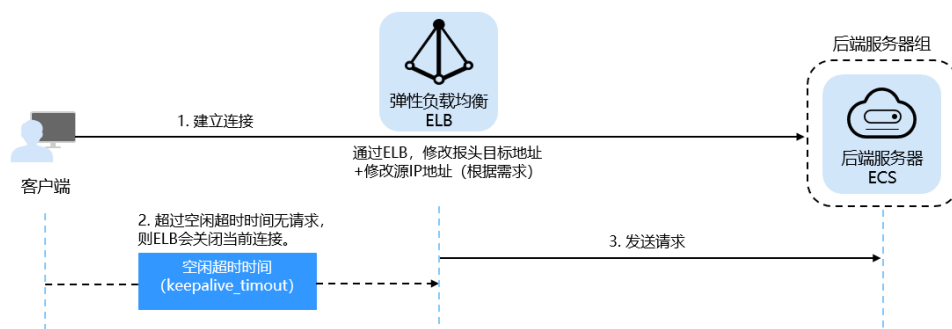 后端服务器组
弹性负载均衡
ELB
1. 建立连接
通过ELB，修改报头目标地址
+修改源IP地址（根据需求）
后端服务器
ECS
客户端
2. 超过空闲超时时间无请求，
则ELB会关闭当前连接。
空闲超时时间
（keepalive_timout）
3. 发送请求